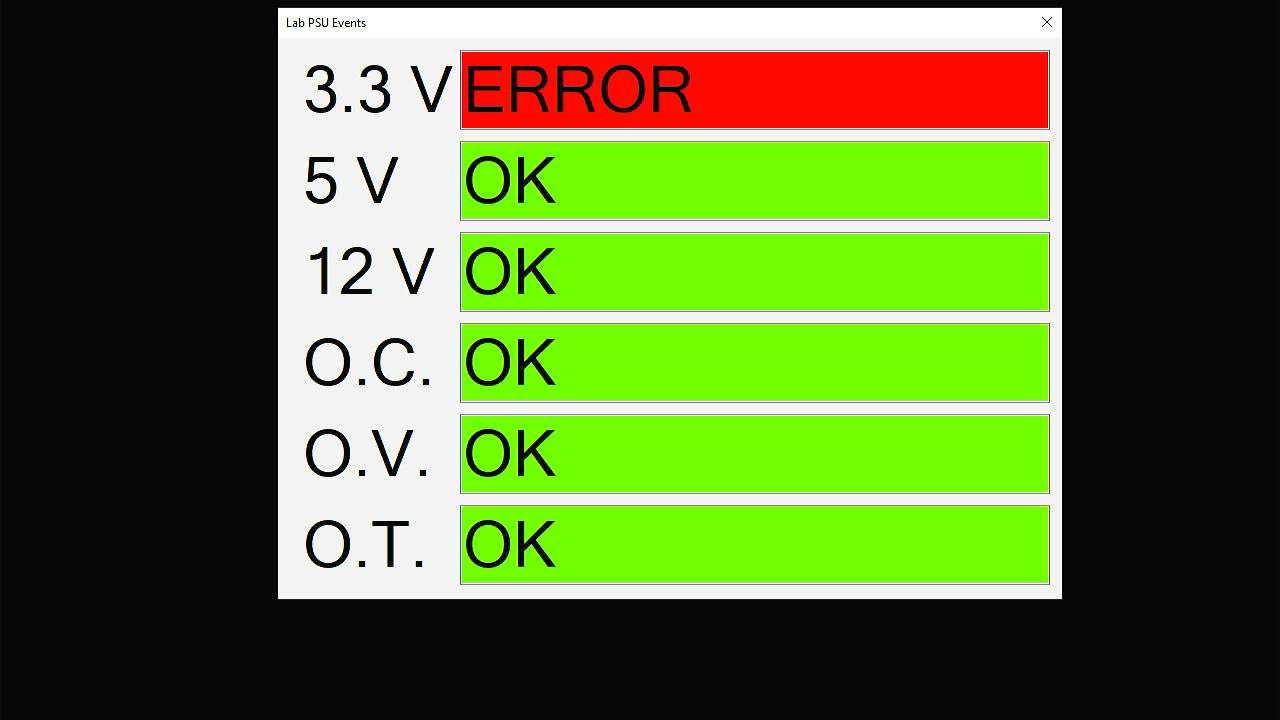 Lab PSU Events
3.3 V ERROR
5 V OK
12 V OK
O.C. OK
O.V. OK
O.T. OK